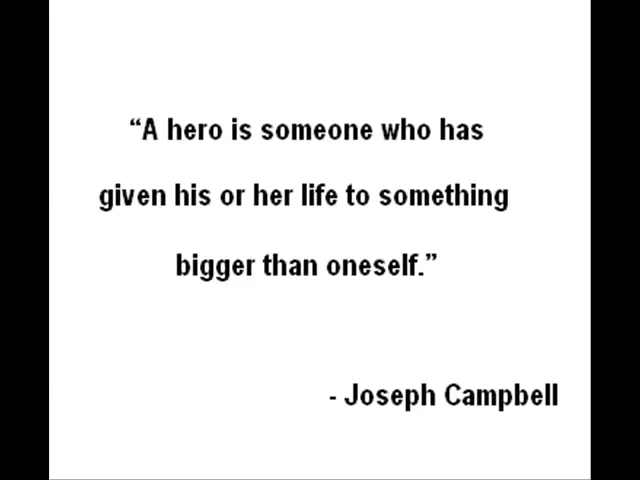 “A hero is someone who has
given his or her life to something
bigger than oneself.”
- Joseph Campbell